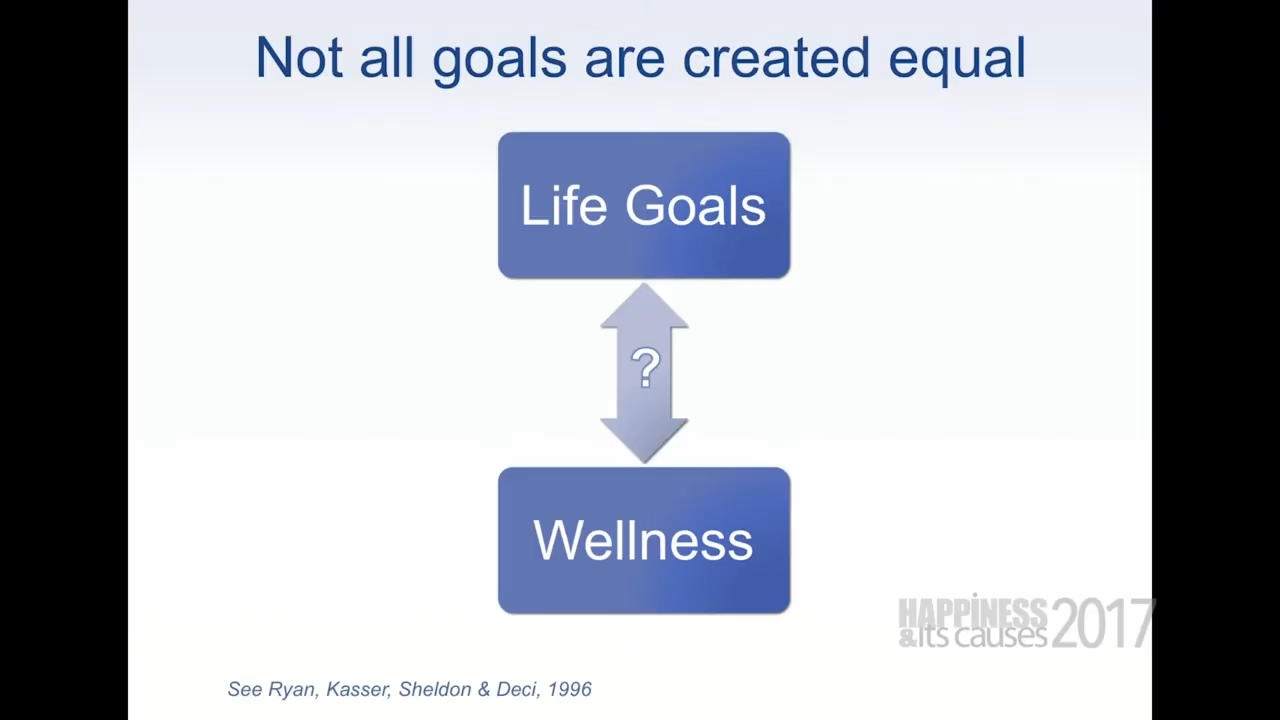 Not all goals are created equal
Life Goals
?
Wellness
HAPPINESS
&its causes 2017
See Ryan, Kasser, Sheldon & Deci, 1996